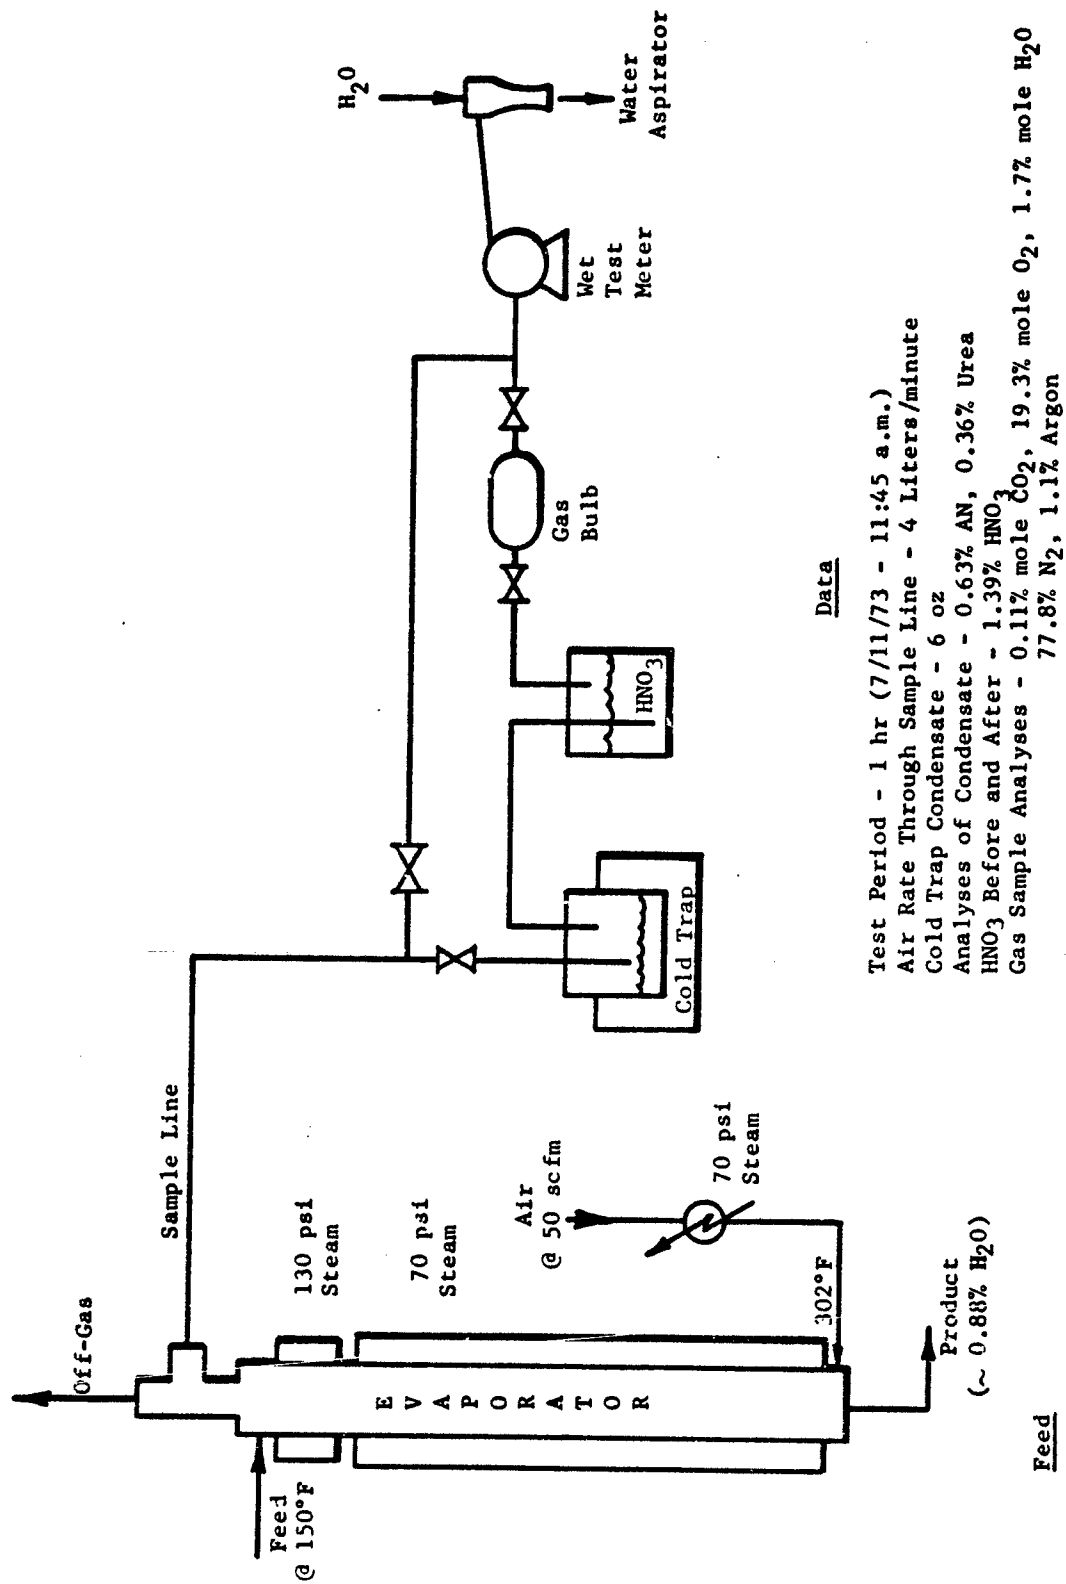 Off-Gas
Sample Line
Feed
@ 150°F
EVAPORATOR
130 psi
Steam
70 psi
Steam
Air
@ 50 scfm
70 psi
Steam
302°F
Product
(~ 0.88% H2O)
Cold Trap
HNO3
Gas
Bulb
Wet
Test
Meter
H2O
Water
Aspirator
Feed
Data
Test Period - 1 hr (7/11/73 - 11:45 a.m.)
Air Rate Through Sample Line - 4 Liters/minute
Cold Trap Condensate - 6 oz
Analyses of Condensate - 0.63% AN, 0.36% Urea
HNO3 Before and After - 1.39% HNO3
Gas Sample Analyses - 0.11% mole CO2, 19.3% mole O2, 1.7% mole H2O
77.8% N2, 1.1% Argon